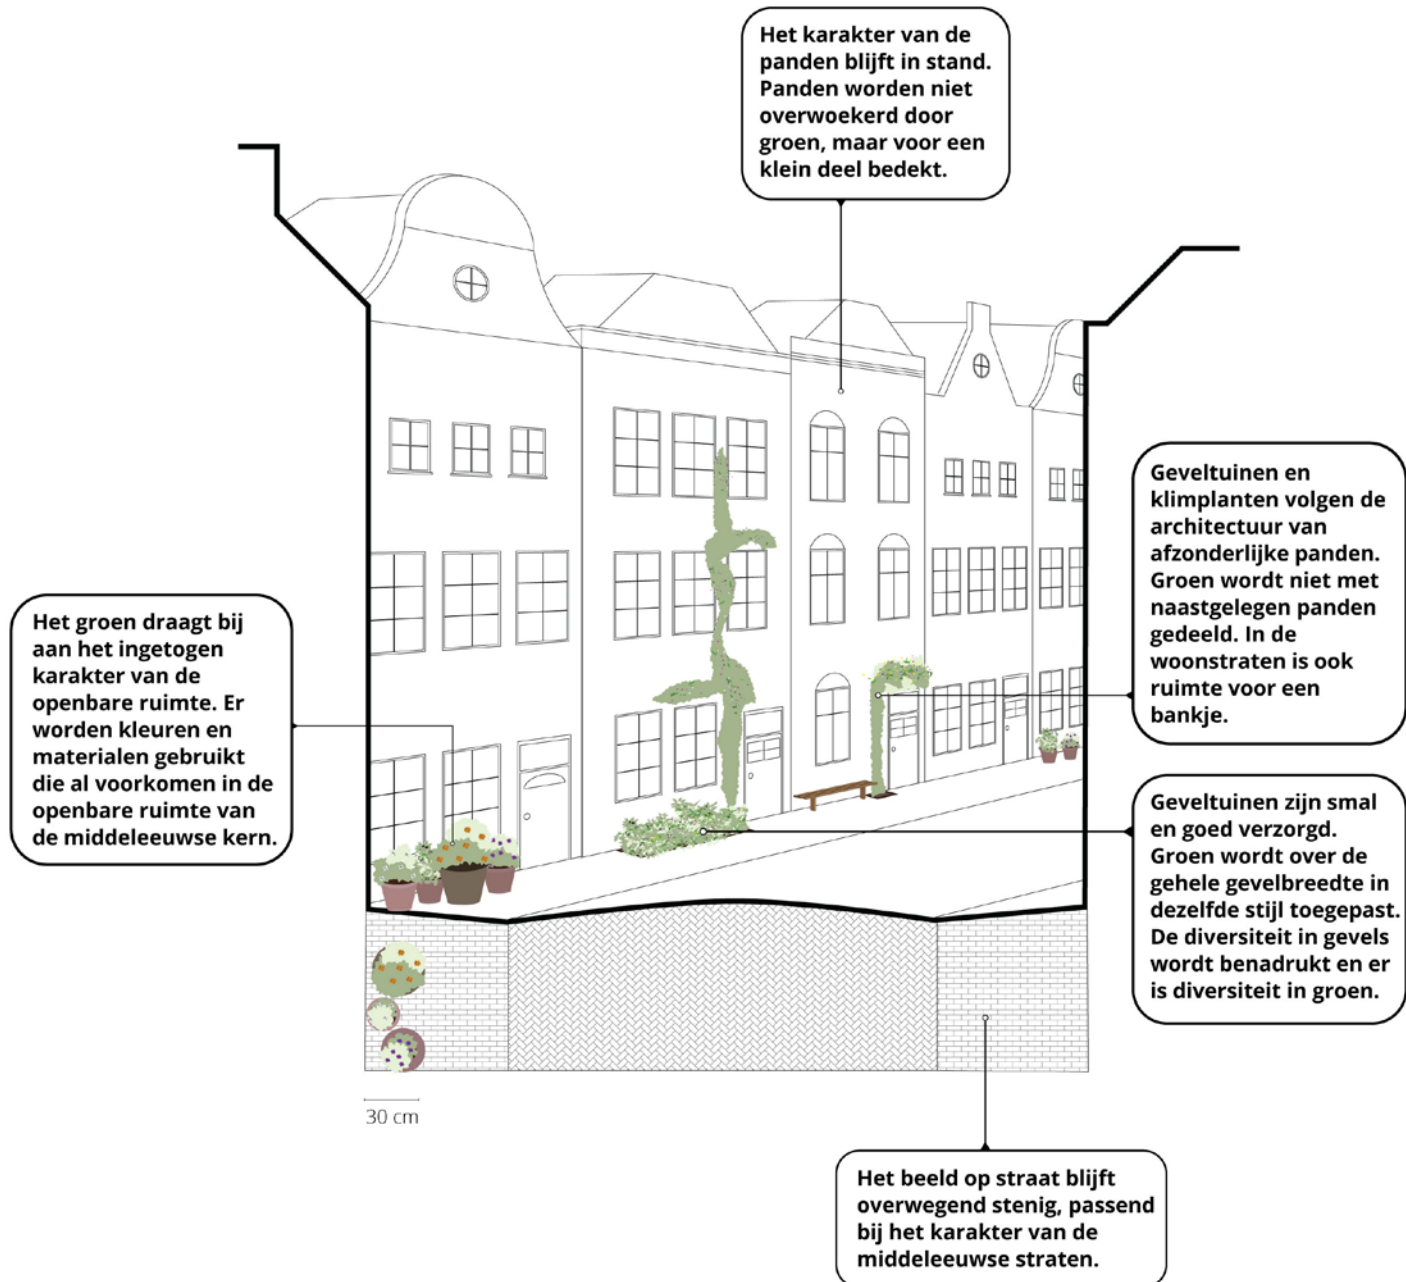 Het karakter van de
panden blijft in stand.
Panden worden niet
overwoekerd door
groen, maar voor een
klein deel bedekt.
Geveltuinen en
klimplanten volgen de
architectuur van
afzonderlijke panden.
Groen wordt niet met
naastgelegen panden
gedeeld. In de
woonstraten is ook
ruimte voor een
bankje.
Het groen draagt bij
aan het ingetogen
karakter van de
openbare ruimte. Er
worden kleuren en
materialen gebruikt
die al voorkomen in de
openbare ruimte van
de middeleeuwse kern.
Geveltuinen zijn smal
en goed verzorgd.
Groen wordt over de
gehele gevelbreedte in
dezelfde stijl toegepast.
De diversiteit in gevels
wordt benadrukt en er
is diversiteit in groen.
30 cm
Het beeld op straat blijft
overwegend stenig, passend
bij het karakter van de
middeleeuwse straten.